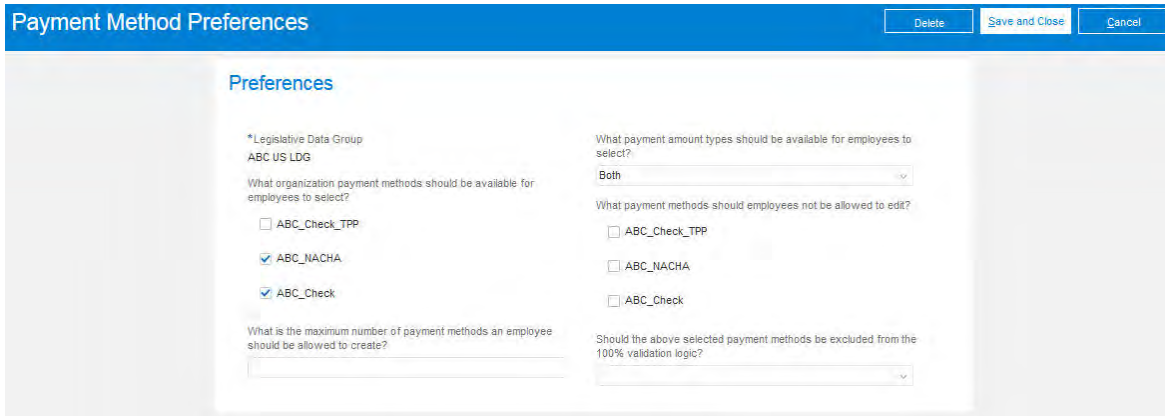 Payment Method Preferences
Delete
Save and Close
Cancel
Preferences
*Legislative Data Group
ABC US LDG
What organization payment methods should be available for
employees to select?
ABC_Check_TPP
ABC_NACHA
ABC_Check
What is the maximum number of payment methods an employee
should be allowed to create?
What payment amount types should be available for employees to
select?
Both
What payment methods should employees not be allowed to edit?
ABC_Check_TPP
ABC_NACHA
ABC_Check
Should the above selected payment methods be excluded from the
100% validation logic?